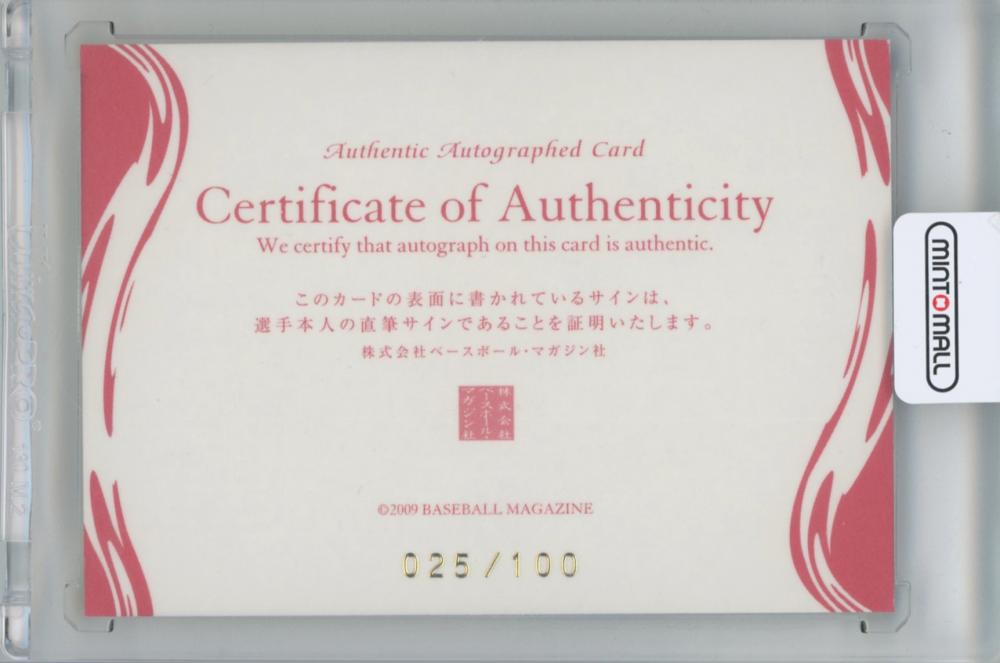 Authentic Autographed Card
Certificate of Authenticity
We certify that autograph on this card is authentic.
このカードの表面に書かれているサインは、
選手本人の直筆サインであることを証明いたします。
株式会社ベースボール・マガジン社
株式会社
ベースボール・
マガジン社
©2009 BASEBALL MAGAZINE
025/100
MINTOMALL